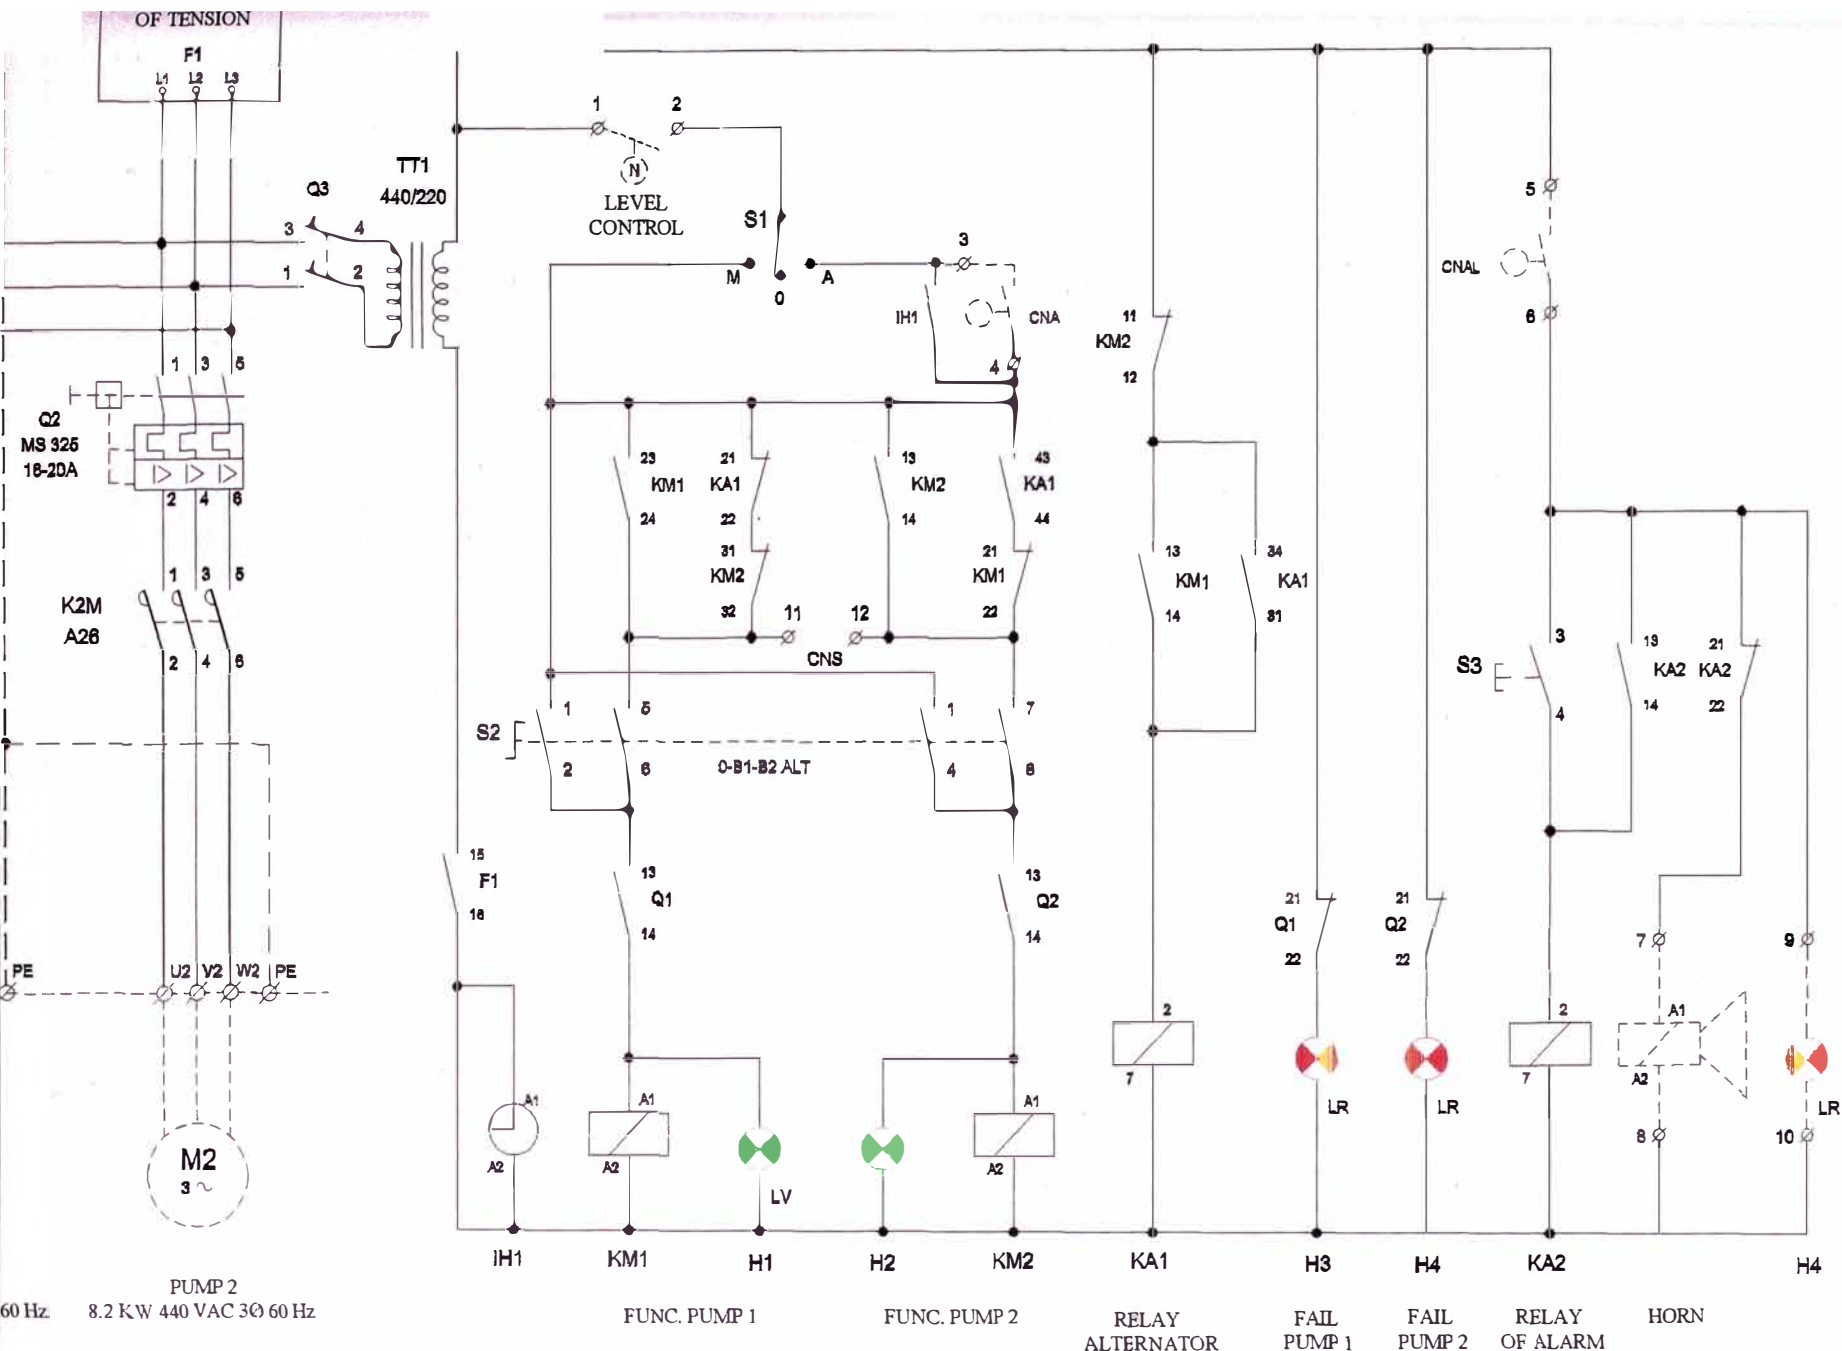 OF TENSION
F1
L1 L2 L3
1 2
N
LEVEL
CONTROL
TT1
440/220
Q3
3 4
1 2
S1
M 0 A
3
IH1
CNA
4
5
CNAL
6
11
KM2
12
1 3 5
Q2
MS 325
16-20A
2 4 6
23
KM1
24
21
KA1
22
13
KM2
14
43
KA1
44
31
KM2
32
21
KM1
22
11 12
CNS
13
KM1
14
34
KA1
31
1 3 5
K2M
A26
2 4 6
S2
1 5
2 6
0-B1-B2 ALT
1 7
4 8
S3
3
4
13
KA2
14
21
KA2
22
15
F1
16
13
Q1
14
13
Q2
14
21
Q1
22
21
Q2
22
7
9
PE
U2 V2 W2 PE
2
7
2
7
A1
A2
LR
LR
LR
8
10
M2
3 ~
A1
A2
A1
A2
LV
A1
A2
IH1 KM1 H1 H2 KM2 KA1 H3 H4 KA2 H4
PUMP 2
60 Hz. 8.2 KW 440 VAC 3Ø 60 Hz
FUNC. PUMP 1
FUNC. PUMP 2
RELAY
ALTERNATOR
FAIL
PUMP 1
FAIL
PUMP 2
RELAY
OF ALARM
HORN